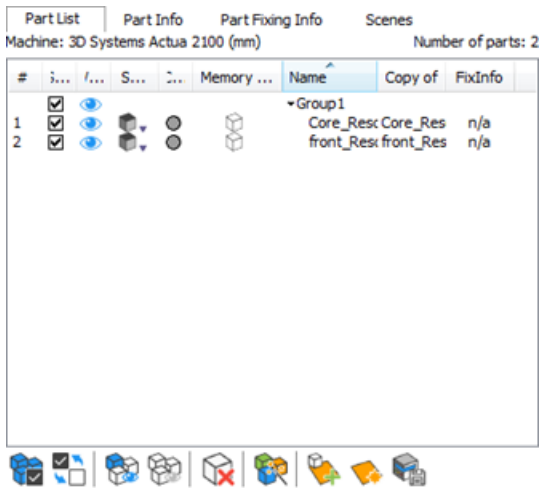 Part List Part Info Part Fixing Info Scenes
Machine: 3D Systems Actua 2100 (mm) Number of parts: 2
# S... Memory ... Name Copy of FixInfo
Group1
1 Core_Resc Core_Res n/a
2 front_Resc front_Res n/a